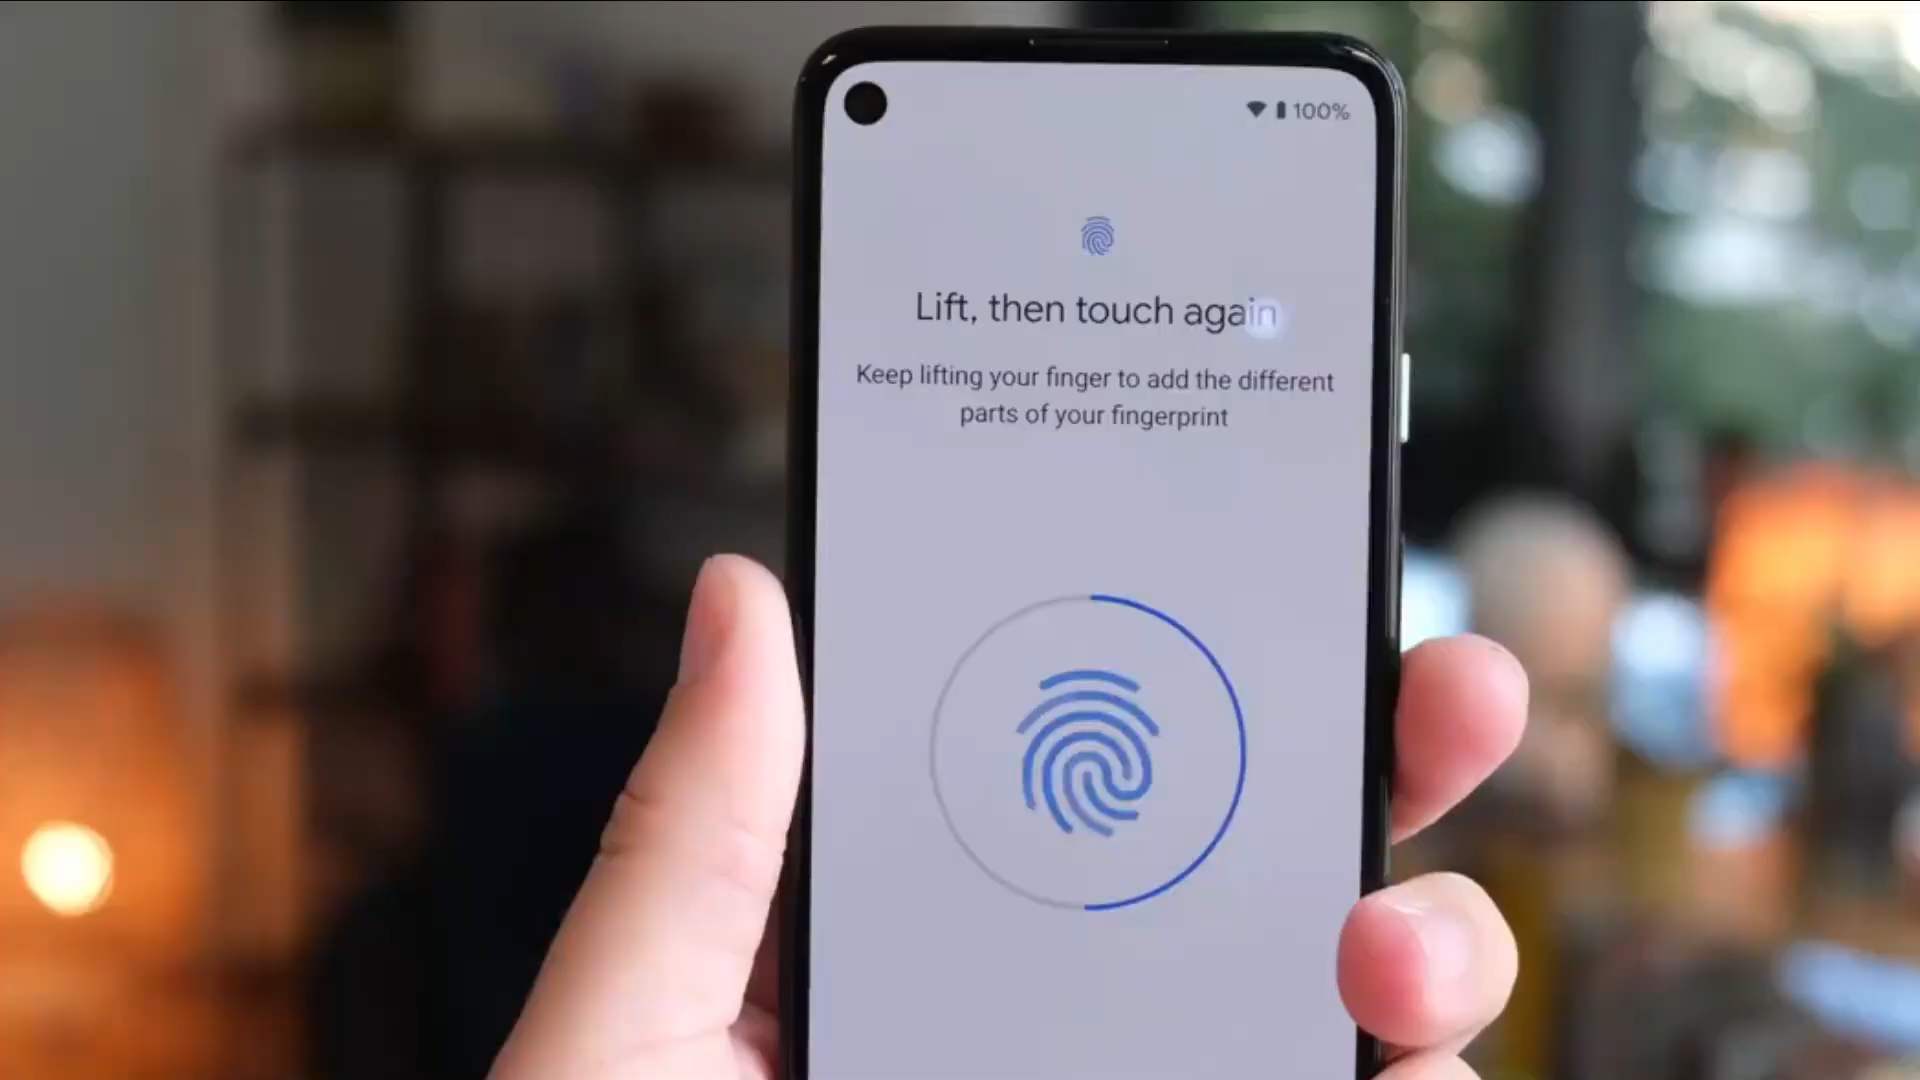 100%
Lift, then touch again
Keep lifting your finger to add the different
parts of your fingerprint